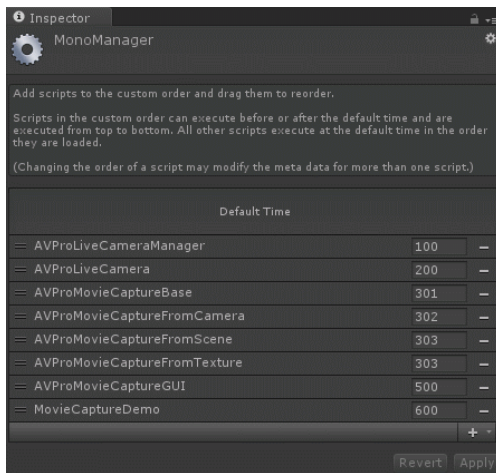 Inspector
MonoManager
Add scripts to the custom order and drag them to reorder.
Scripts in the custom order can execute before or after the default time and are
executed from top to bottom. All other scripts execute at the default time in the order
they are loaded.
(Changing the order of a script may modify the meta data for more than one script.)
Default Time
AVProLiveCameraManager 100
AVProLiveCamera 200
AVProMovieCaptureBase 301
AVProMovieCaptureFromCamera 302
AVProMovieCaptureFromScene 303
AVProMovieCaptureFromTexture 303
AVProMovieCaptureGUI 500
MovieCaptureDemo 600
Revert Apply